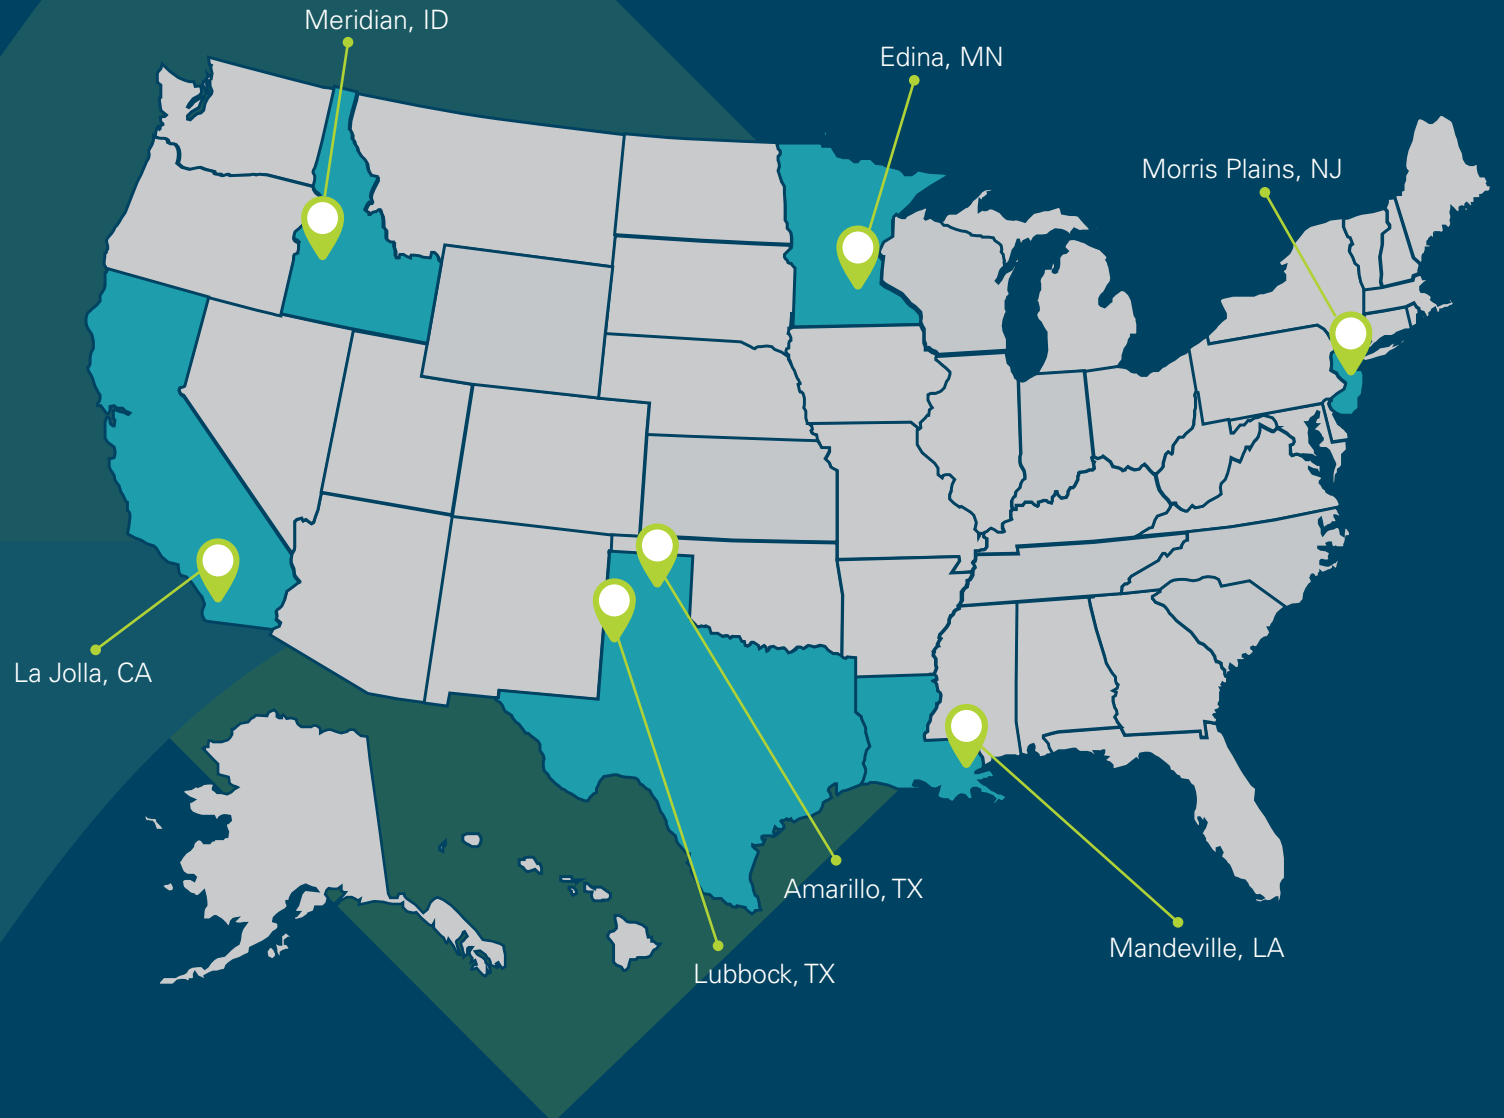 Meridian, ID
Edina, MN
Morris Plains, NJ
La Jolla, CA
Amarillo, TX
Mandeville, LA
Lubbock, TX